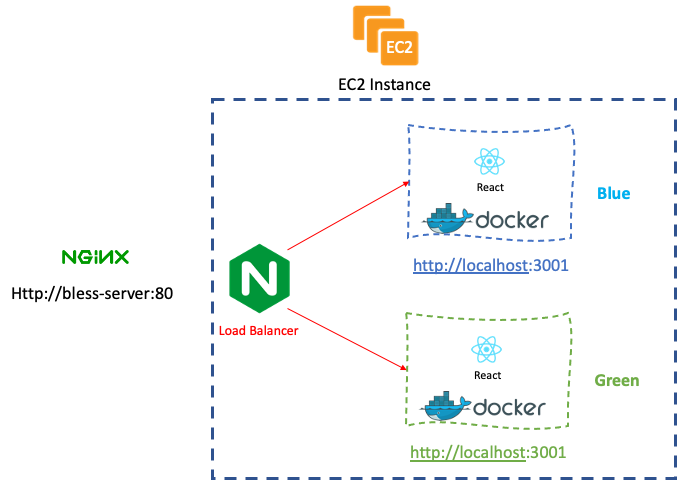 EC2
EC2 Instance
React
docker
Blue
http://localhost:3001
NGiNX
Http://bless-server:80
N
Load Balancer
React
docker
Green
http://localhost:3001